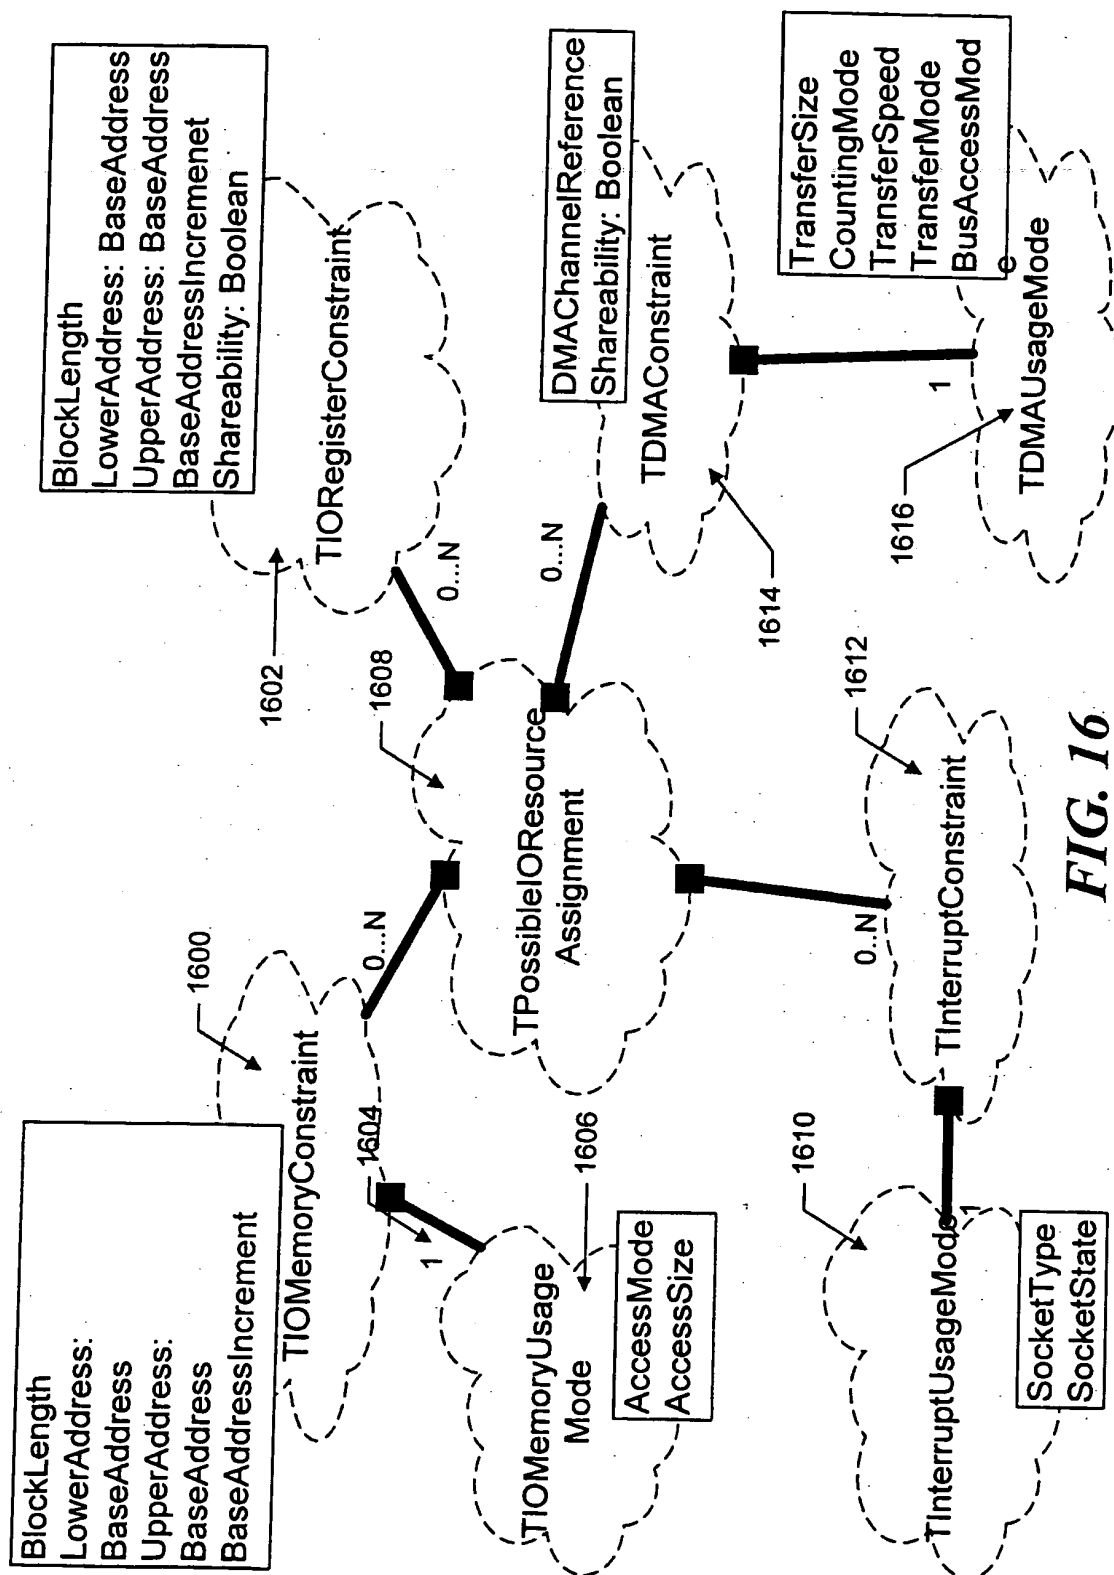 BlockLength
LowerAddress:
BaseAddress
UpperAddress:
BaseAddress
BaseAddressIncrement
TIOMemoryConstraint
1600
1604
1
0...N
TIOMemoryUsage
Mode
1606
AccessMode
AccessSize
BlockLength
LowerAddress: BaseAddress
UpperAddress: BaseAddress
BaseAddressIncremenet
Shareability: Boolean
1602
TIORegisterConstraint
0...N
1608
TPossibleIOResource
Assignment
0...N
DMAChannelReference
Shareability: Boolean
TDMAConstraint
1614
1
TransferSize
CountingMode
TransferSpeed
TransferMode
BusAccessMod
e
1616
TDMAUsageMode
0..N
1612
TInterruptConstraint
1610
TInterruptUsageMode
1
SocketType
SocketState
FIG. 16